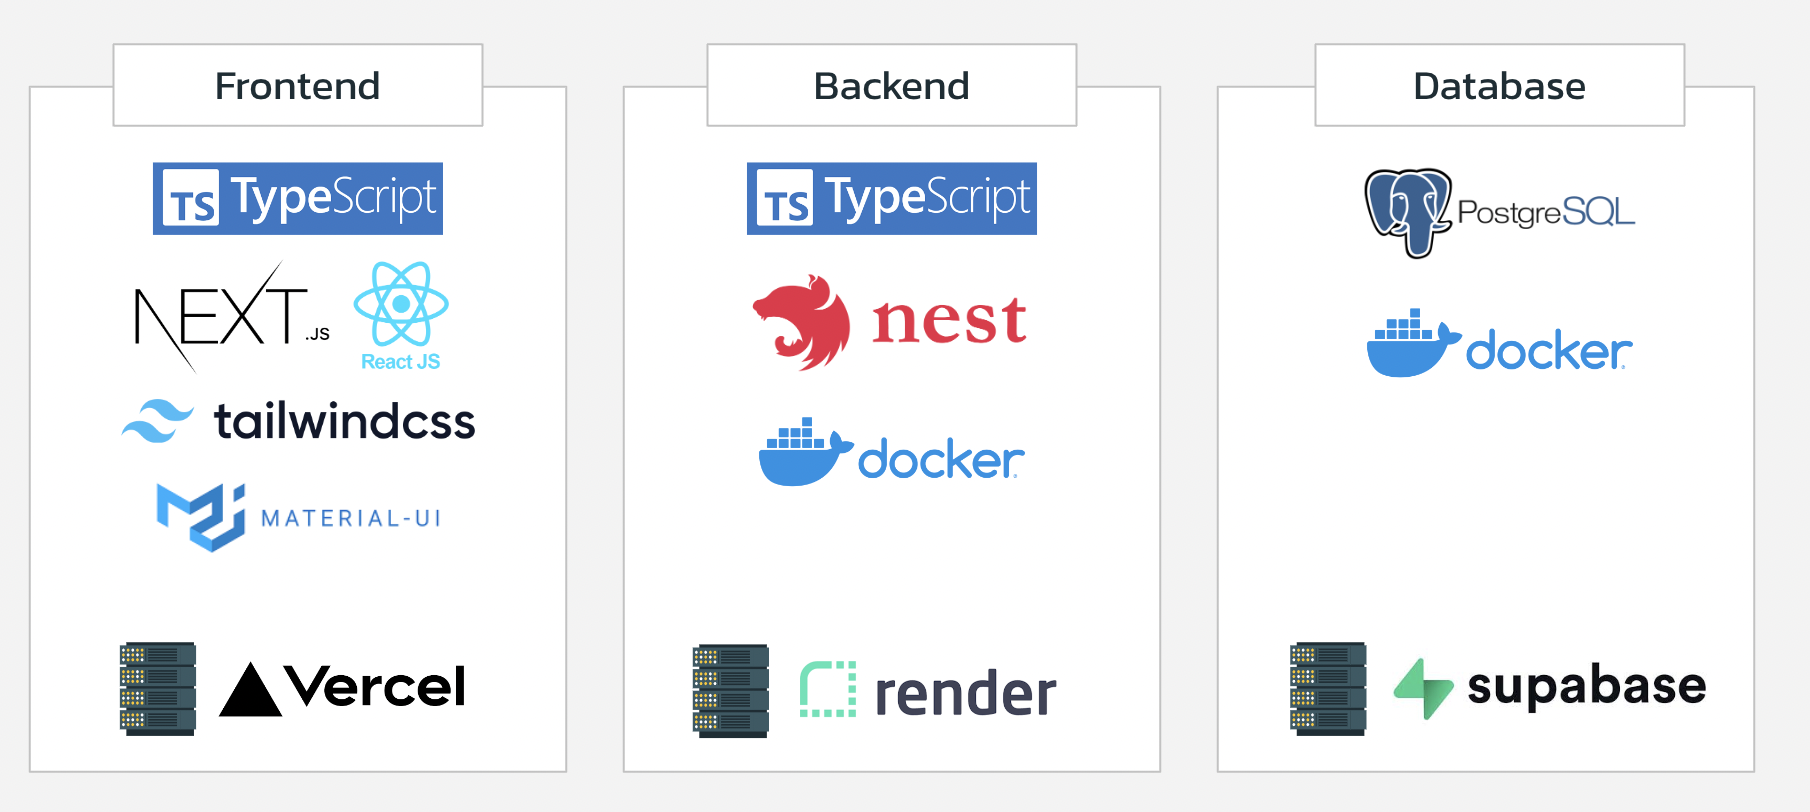 Frontend
TS TypeScript
NEXT.JS
React JS
tailwindcss
MATERIAL-UI
Vercel
Backend
TS TypeScript
nest
docker
render
Database
PostgreSQL
docker
supabase